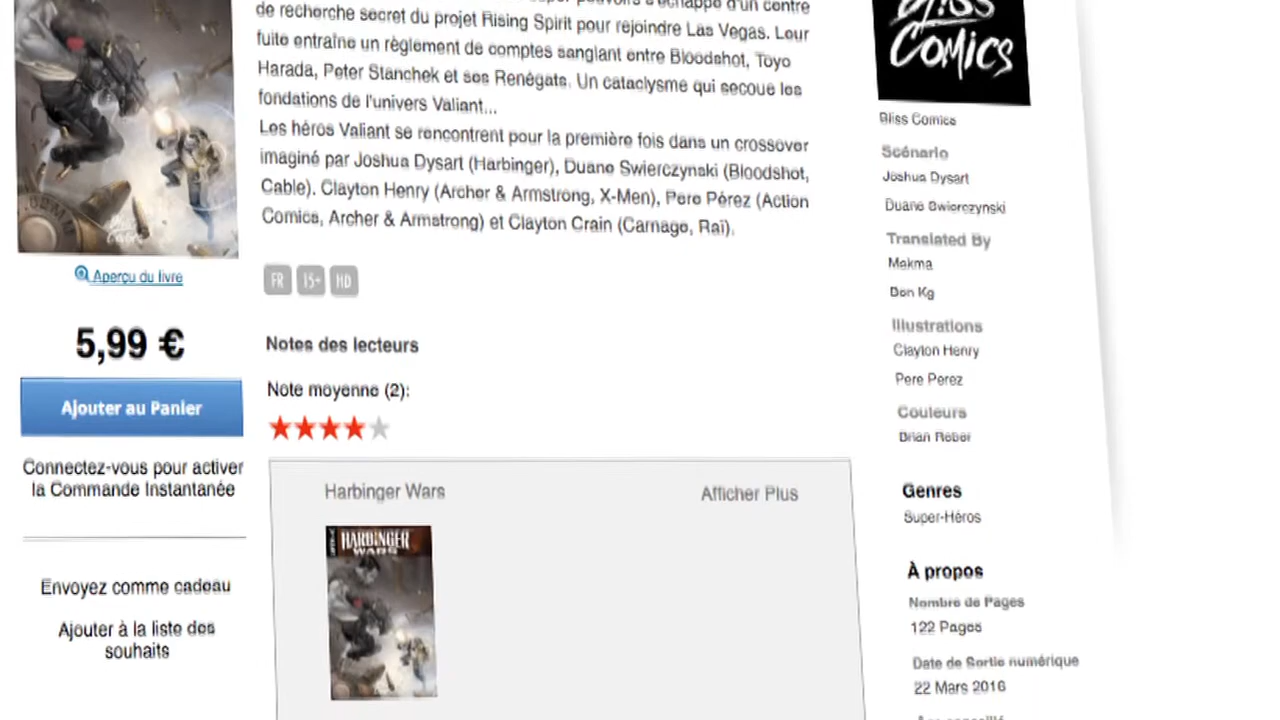 de recherche secret du projet Rising Spirit pour rejoindre Las Vegas. Leur
fuite entraîne un règlement de comptes sanglant entre Bloodshot, Toyo
Harada, Peter Stanchek et ses Renégats. Un cataclysme qui secoue les
fondations de l'univers Valiant...
Les héros Valiant se rencontrent pour la première fois dans un crossover
imaginé par Joshua Dysart (Harbinger), Duane Swierczynski (Bloodshot,
Cable). Clayton Henry (Archer & Armstrong, X-Men), Pere Pérez (Action
Comics, Archer & Armstrong) et Clayton Crain (Carnage, Rai).
FR 15+ HD
Aperçu du livre
5,99 €
Ajouter au Panier
Connectez-vous pour activer
la Commande Instantanée
Envoyez comme cadeau
Ajouter à la liste des
souhaits
Notes des lecteurs
Note moyenne (2):
Harbinger Wars
Afficher Plus
HARBINGER
WARS
BLISS
COMICS
Bliss Comics
Scénario
Joshua Dysart
Duane Swierczynski
Translated By
Makma
Ben Kg
Illustrations
Clayton Henry
Pere Perez
Couleurs
Brian Reber
Genres
Super-Héros
À propos
Nombre de Pages
122 Pages
Date de Sortie numérique
22 Mars 2016